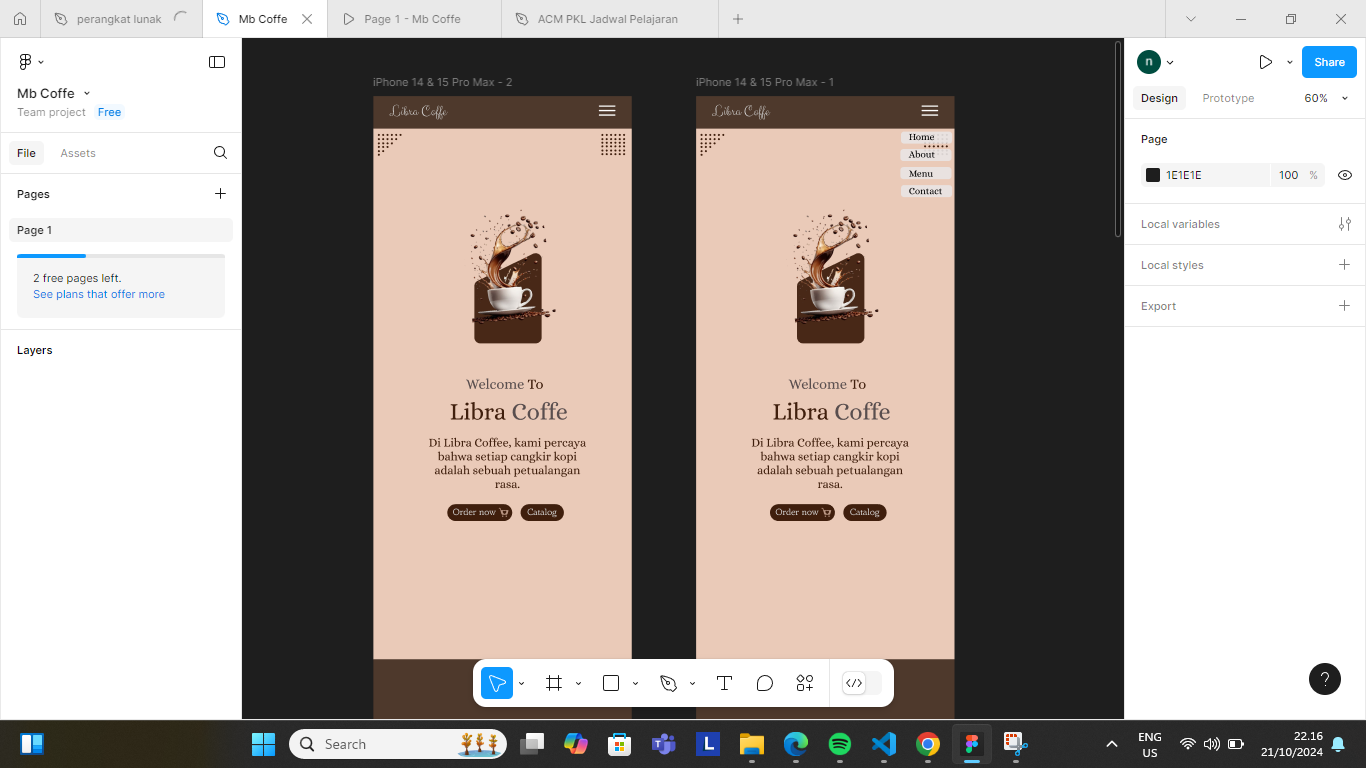 perangkat lunak
Mb Coffe
Page 1 - Mb Coffe
ACM PKL Jadwal Pelajaran
Mb Coffe
Team project Free
File Assets
Pages
Page 1
2 free pages left.
See plans that offer more
Layers
iPhone 14 & 15 Pro Max - 2
Libra Coffe
Welcome To
Libra Coffe
Di Libra Coffee, kami percaya
bahwa setiap cangkir kopi
adalah sebuah petualangan
rasa.
Order now Catalog
iPhone 14 & 15 Pro Max - 1
Libra Coffe
Home
About
Menu
Contact
Welcome To
Libra Coffe
Di Libra Coffee, kami percaya
bahwa setiap cangkir kopi
adalah sebuah petualangan
rasa.
Order now Catalog
n
Share
Design Prototype 60%
Page
1E1E1E 100 %
Local variables
Local styles
Export
?
Search
L
ENG
US
22.16
21/10/2024